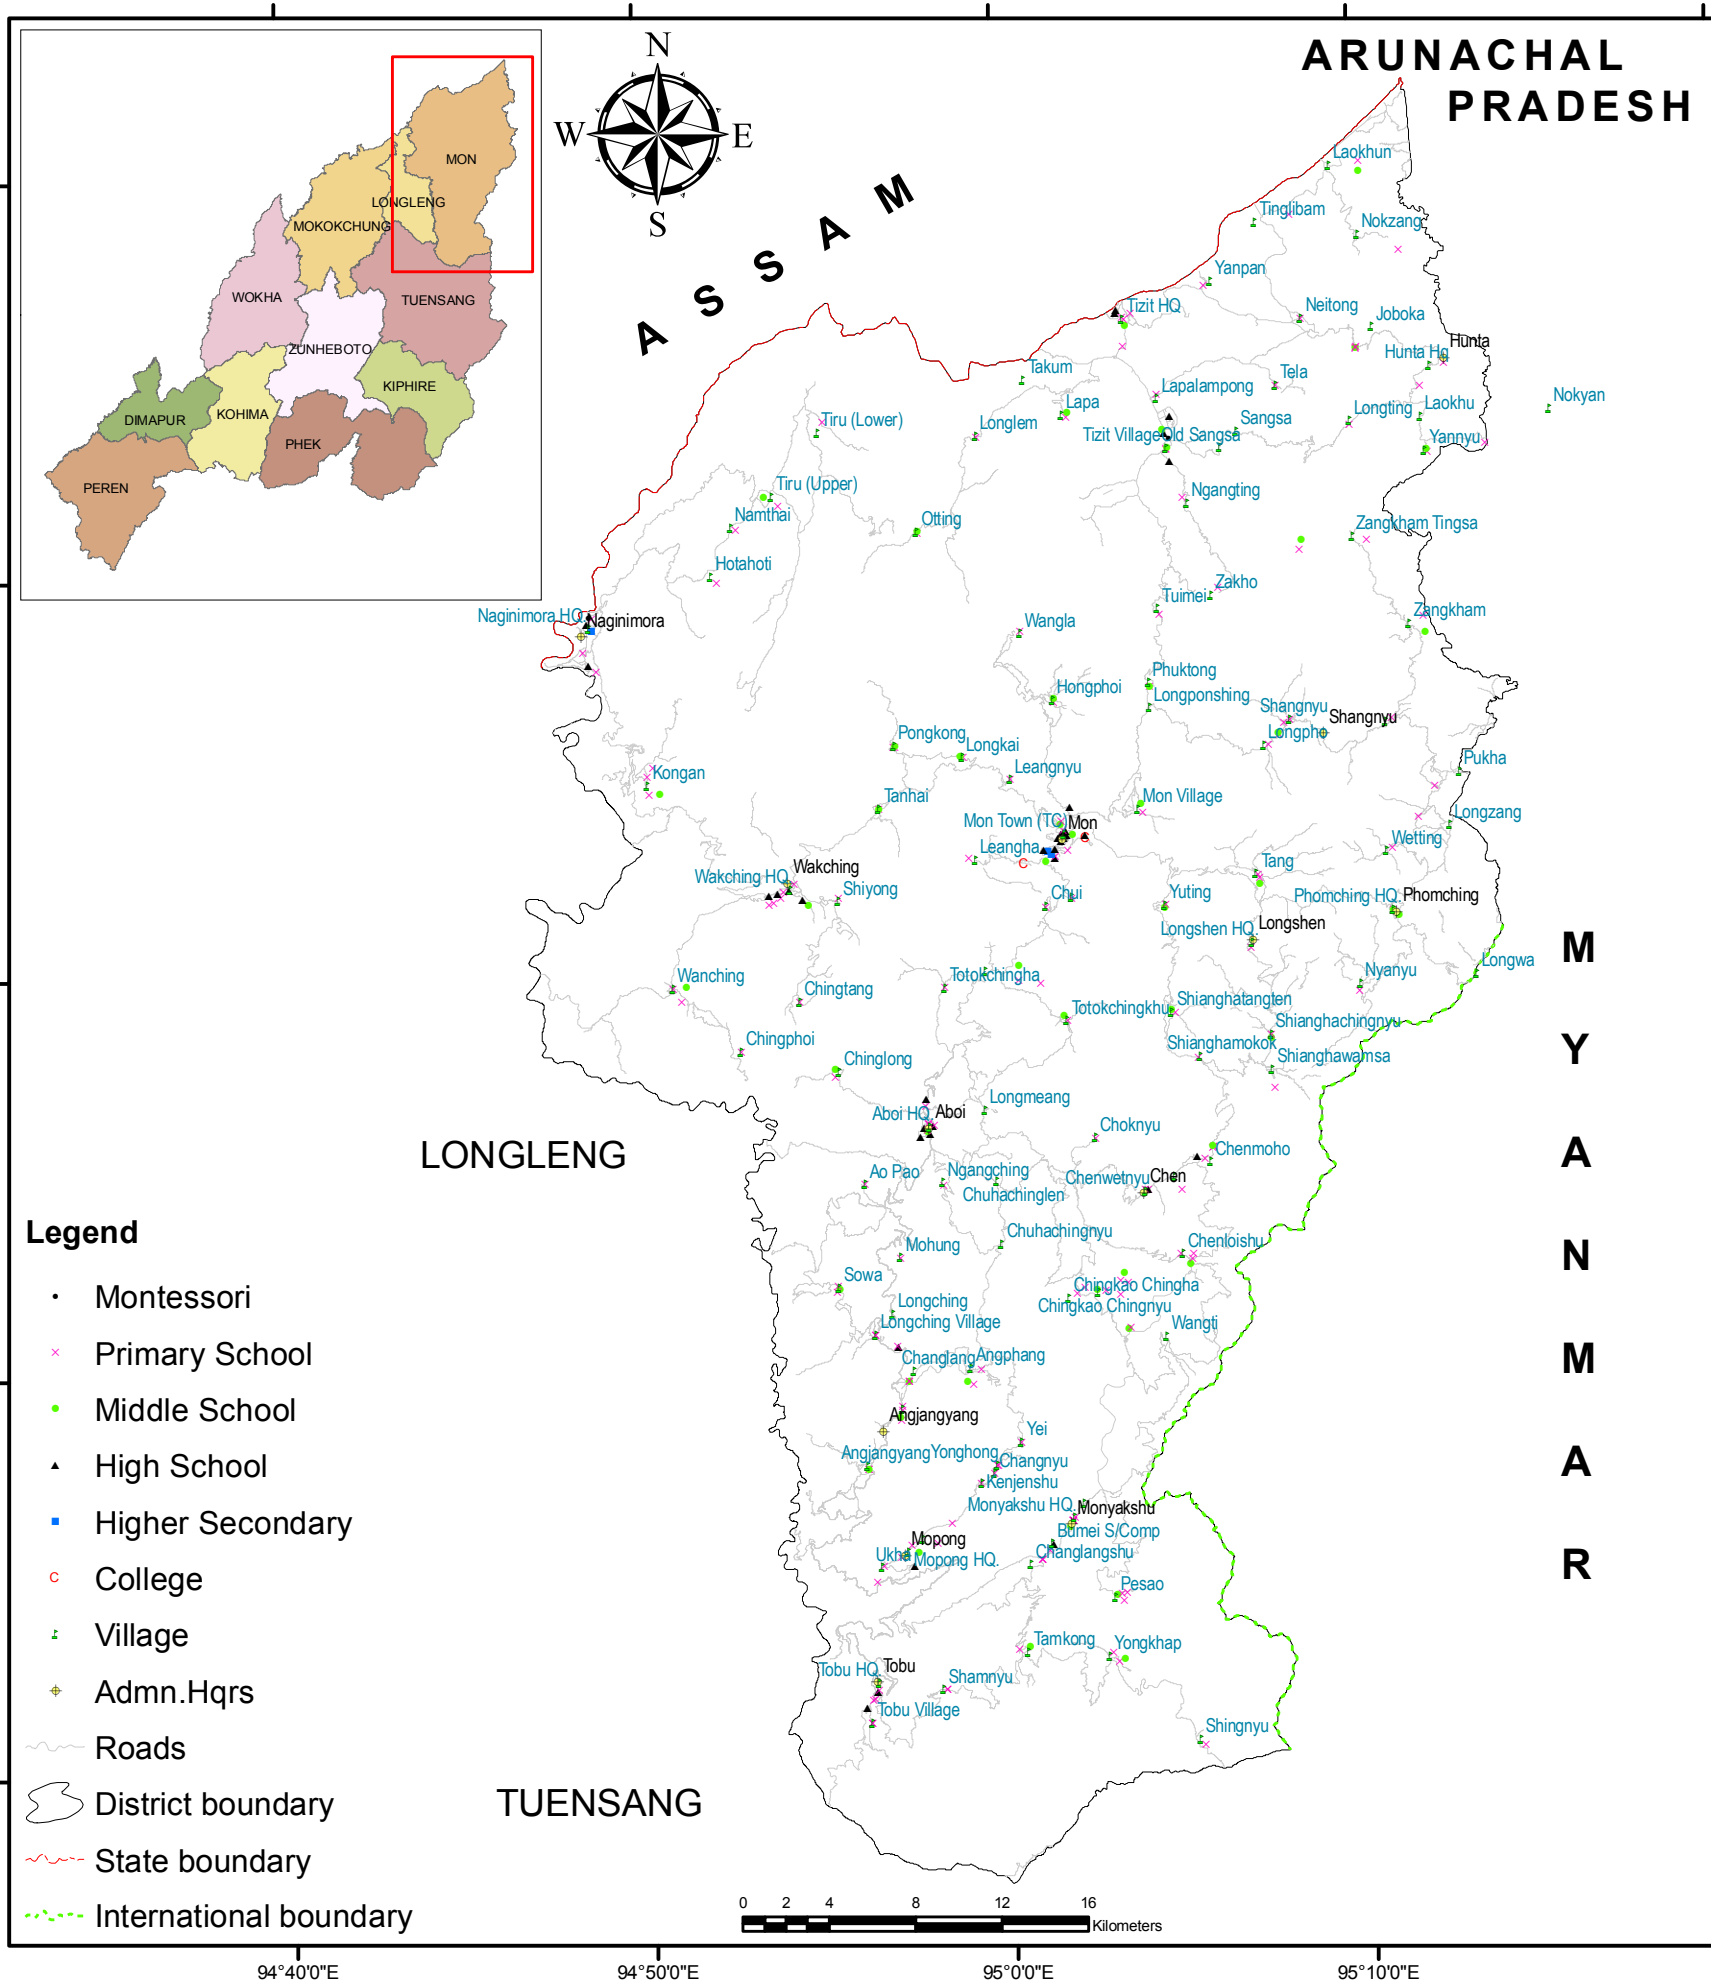 ARUNACHAL
PRADESH
N
W
E
S
A S S A M
MON
LONGLENG
MOKOKCHUNG
WOKHA
TUENSANG
ZUNHEBOTO
KIPHIRE
DIMAPUR
KOHIMA
PHEK
PEREN
Laokhun
Tinglibam
Nokzang
Yanpan
Tizit HQ
Neitong
Joboka
Hunta
Hunta Hq
Takum
Lapalampong
Tela
Nokyan
Lapa
Longting
Laokhu
Tiru (Lower)
Longlem
Sangsa
Tizit Village
Old Sangsa
Yannyu
Tiru (Upper)
Ngangting
Namthai
Otting
Zangkham Tingsa
Hotahoti
Zakho
Tuimei
Zangkham
Naginimora HQ.
Naginimora
Wangla
Phuktong
Hongphoi
Longponshing
Shangnyu
Shangnyu
Longpho
Pongkong
Longkai
Pukha
Kongan
Leangnyu
Tanhai
Mon Village
Mon Town (TC)
Mon
Longzang
Wetting
Leangha
C
C
Tang
Wakching
Wakching HQ.
Shiyong
Chui
Yuting
Phomching HQ.
Phomching
Longshen HQ.
Longshen
Wanching
Chingtang
Totokchingha
Nyanyu
Longwa
Totokchingkhu
Shianghatangten
Shianghachingnyu
Chingphoi
Chinglong
Shianghamokok
Shianghawamsa
Aboi HQ.
Aboi
Longmeang
Choknyu
LONGLENG
Chenmoho
Ao Pao
Ngangching
Chenwetnyu
Chen
Chuhachinglen
Chuhachingnyu
Mohung
Chenloishu
Sowa
Chingkao Chingha
Longching
Chingkao Chingnyu
Longching Village
Wangti
Changlang
Angphang
Angjangyang
Yei
Angjangyang
Yonghong
Changnyu
Kenjenshu
Monyakshu HQ.
Monyakshu
Bumei S/Comp
Mopong
Ukha
Mopong HQ.
Changlangshu
Pesao
Tamkong
Yongkhap
Tobu HQ.
Tobu
Shamnyu
Tobu Village
Shingnyu
TUENSANG
M
Y
A
N
M
A
R
Legend
Montessori
Primary School
Middle School
High School
Higher Secondary
C College
Village
Admn.Hqrs
Roads
District boundary
State boundary
International boundary
0 2 4 8 12 16
Kilometers
94°40'0"E 94°50'0"E 95°0'0"E 95°10'0"E